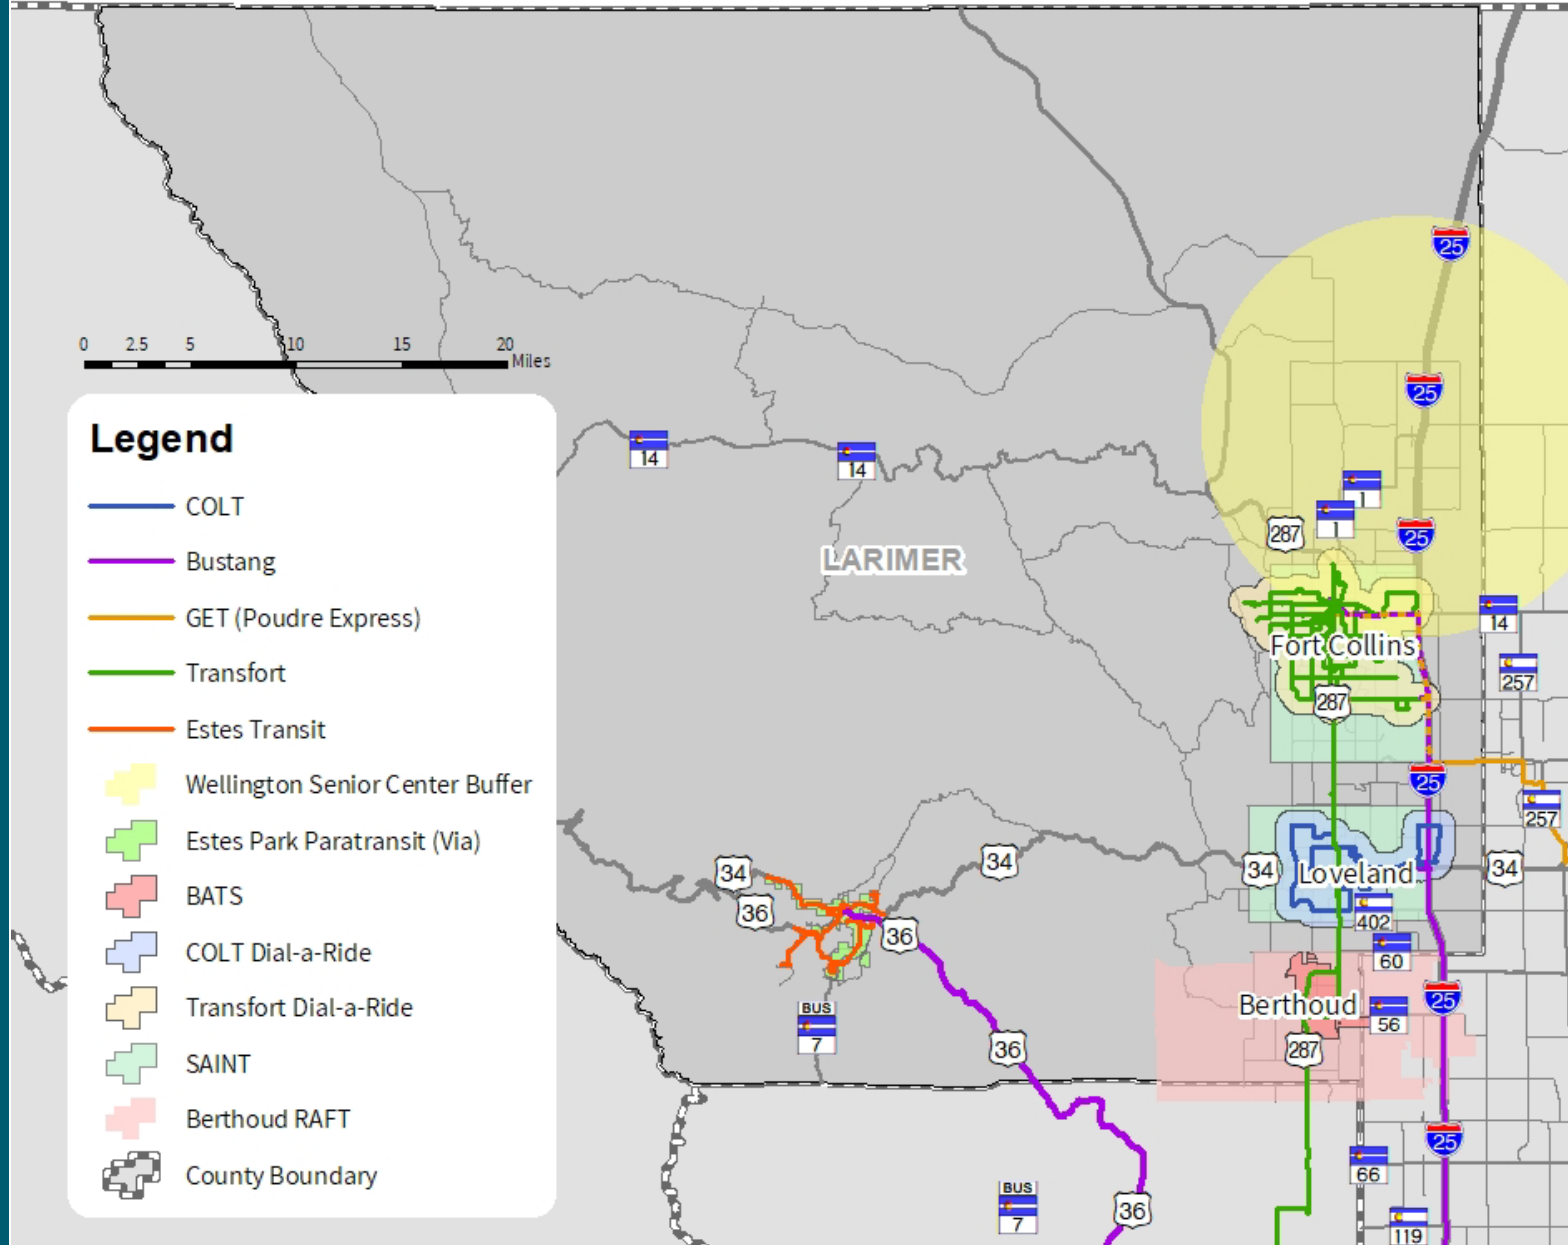 25
0 2.5 5 10 15 20
Miles
25
Legend
14
14
COLT
1
1
287
25
Bustang
LARIMER
14
GET (Poudre Express)
Fort Collins
Transfort
257
287
Estes Transit
Wellington Senior Center Buffer
25
257
Estes Park Paratransit (Via)
34
34
34
Loveland
34
BATS
36
402
36
COLT Dial-a-Ride
60
Transfort Dial-a-Ride
Berthoud
25
BUS
7
56
SAINT
36
287
Berthoud RAFT
25
County Boundary
66
BUS
7
36
119